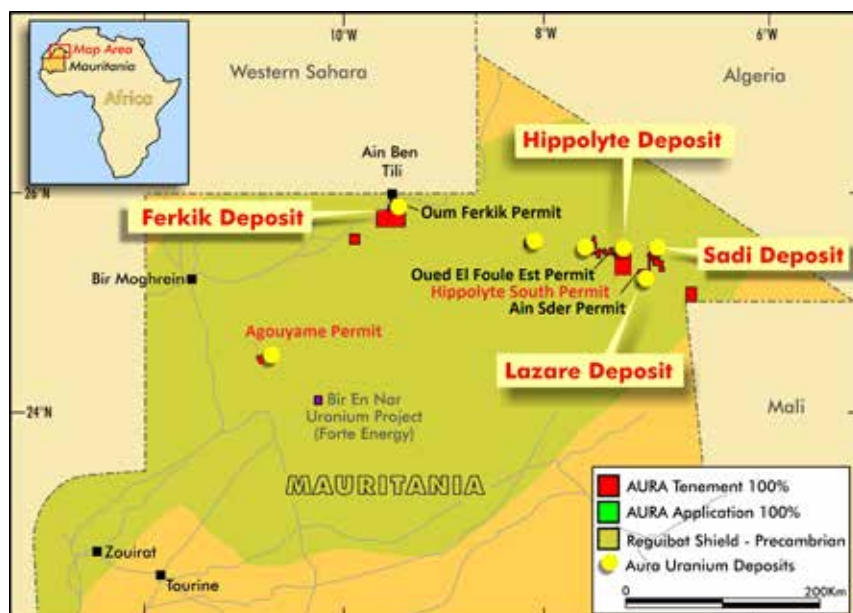 Map Area
Mauritania
Africa
10°W
8°W
6°W
Western Sahara
Algeria
Hippolyte Deposit
Ain Ben
Tili
26°N
Ferkik Deposit
Oum Ferkik Permit
Sadi Deposit
Oued El Foule Est Permit
Bir Moghrein
Hippolyte South Permit
Ain Sder Permit
Agouyame Permit
Lazare Deposit
Bir En Nar
Uranium Project
(Forte Energy)
24°N
Mali
MAURITANIA
AURA Tenement 100%
AURA Application 100%
Reguibat Shield - Precambrian
Aura Uranium Deposits
0
200Km
Zouirat
Tourine